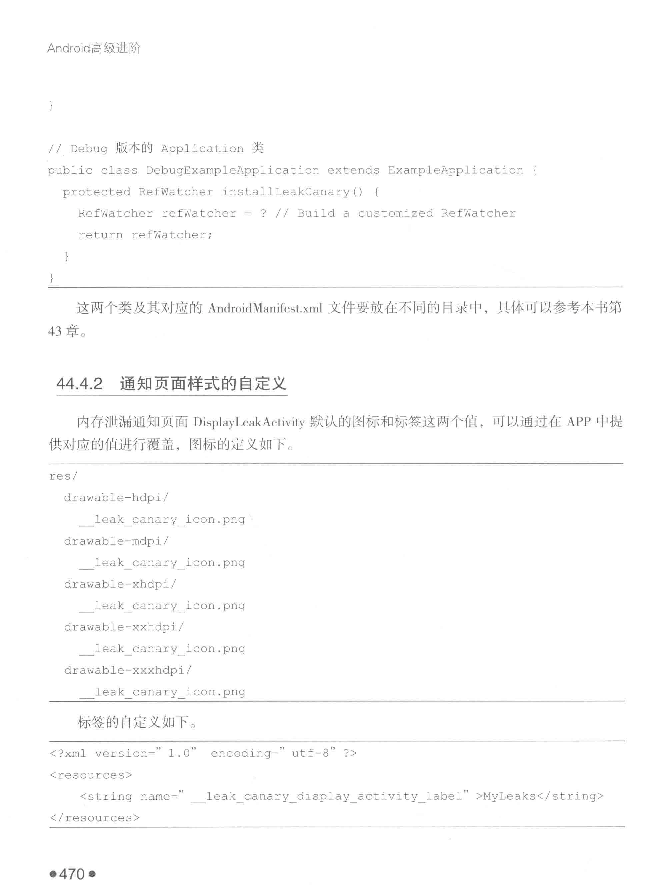 Android高级进阶
}
// Debug 版本的 Application 类
public class DebugExampleApplication extends ExampleApplication {
protected RefWatcher installLeakCanary() {
RefWatcher refWatcher = ? // Build a customized RefWatcher
return refWatcher;
}
}
这两个类及其对应的 AndroidManifest.xml 文件要放在不同的目录中，具体可以参考本书第
43 章。
44.4.2 通知页面样式的自定义
内存泄漏通知页面 DisplayLeakActivity 默认的图标和标签这两个值，可以通过在 APP 中提
供对应的值进行覆盖，图标的定义如下。
res/
drawable-hdpi/
__leak_canary_icon.png
drawable-mdpi/
__leak_canary_icon.png
drawable-xhdpi/
__leak_canary_icon.png
drawable-xxhdpi/
__leak_canary_icon.png
drawable-xxxhdpi/
__leak_canary_icon.png
标签的自定义如下。
<?xml version=" 1.0" encoding=" utf-8" ?>
<resources>
<string name=" __leak_canary_display_activity_label" >MyLeaks</string>
</resources>
●470●